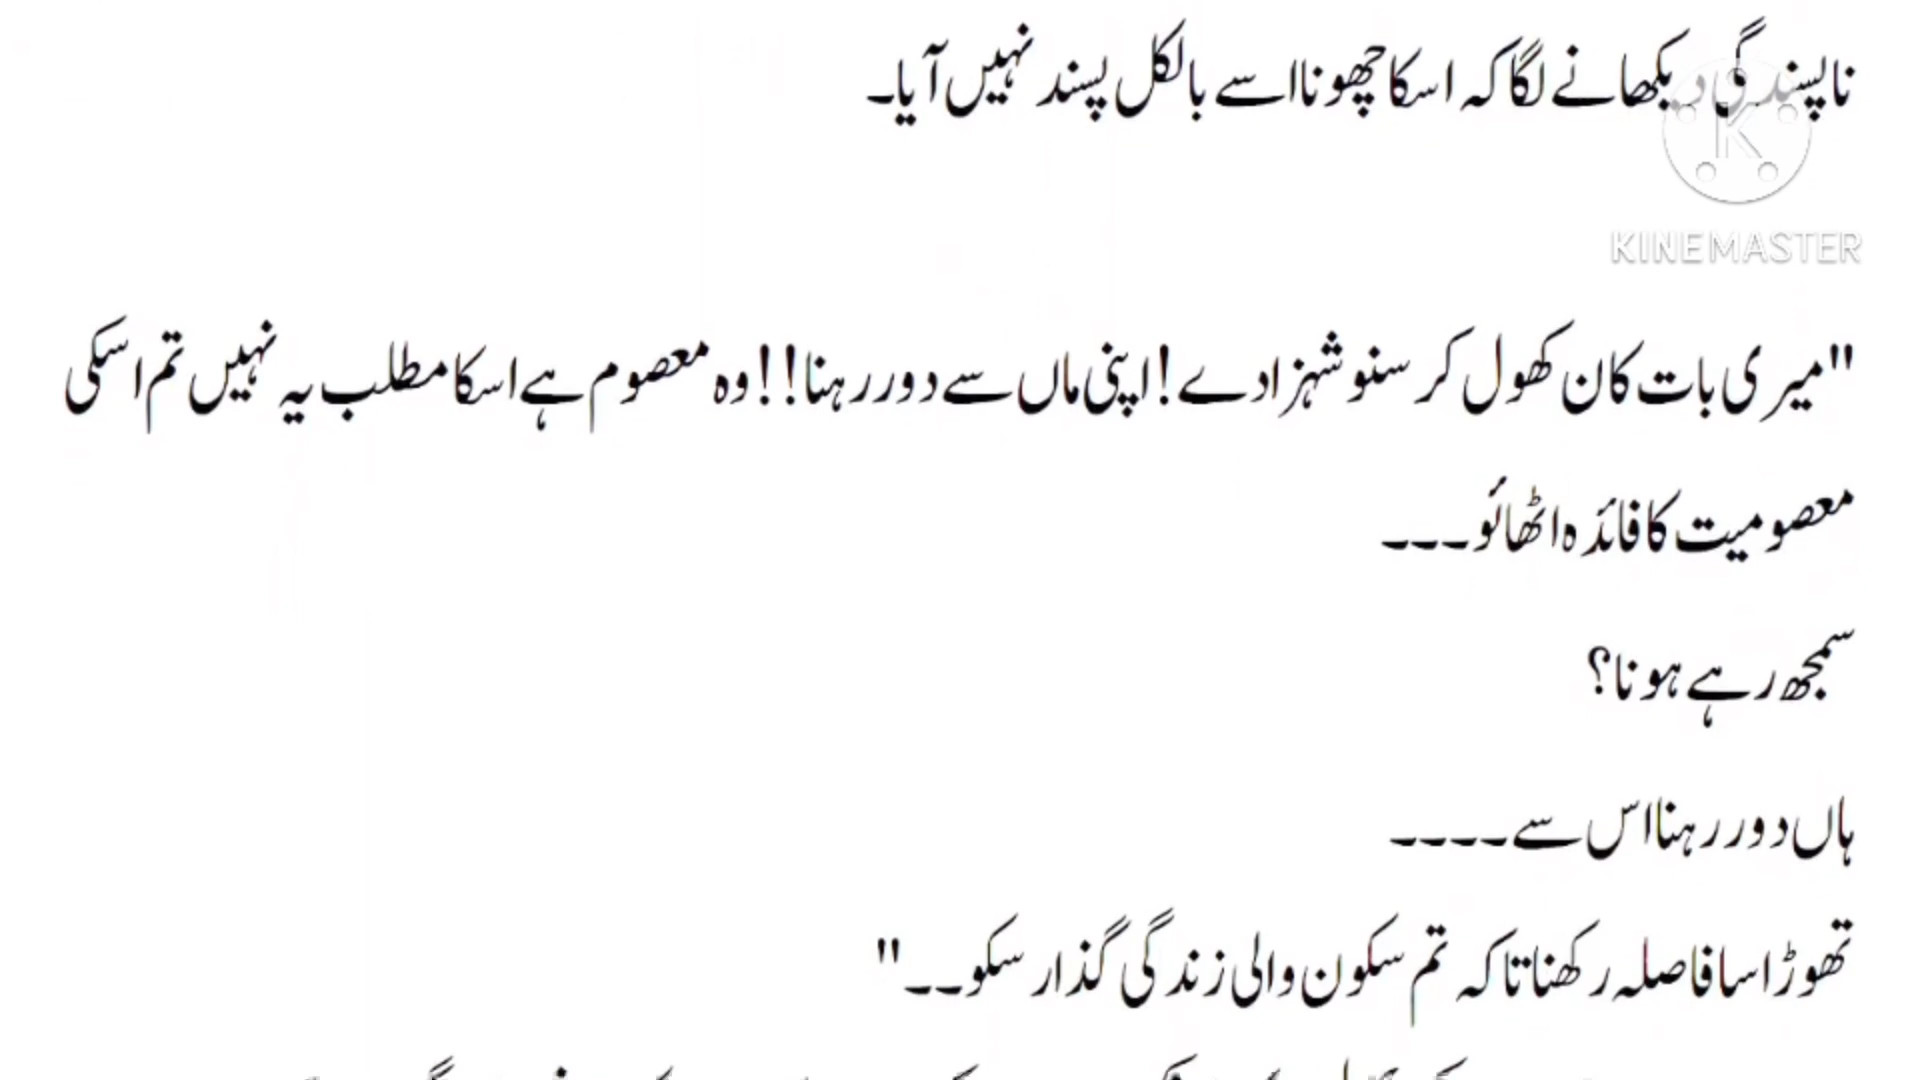 ناپسندگی دیکھانے لگا کہ اسکا چھونا اسے بالکل پسند نہیں آیا۔
KINEMASTER
"میری بات کان کھول کر سنو شہزادے! اپنی ماں سے دور رہنا!! وہ معصوم ہے اسکا مطلب یہ نہیں تم اسکی
معصومیت کا فائدہ اٹھائو۔۔۔
سمجھ رہے ہو نا؟
ہاں دور رہنا اس سے۔۔۔۔
تھوڑا سا فاصلہ رکھنا تاکہ تم سکون والی زندگی گذار سکو۔۔"